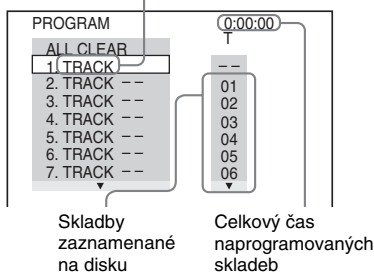 PROGRAM 0:00:00
T
ALL CLEAR
1. TRACK – –
2. TRACK – – 01
3. TRACK – – 02
4. TRACK – – 03
5. TRACK – – 04
6. TRACK – – 05
7. TRACK – – 06
Skladby
zaznamenané
na disku
Celkový čas
naprogramovaných
skladeb